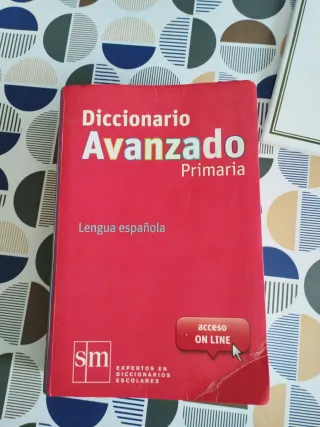 Diccionario
Avanzado
Primaria
Lengua española
acceso
ON LINE
sm
EXPERTOS EN
DICCIONARIOS
ESCOLARES